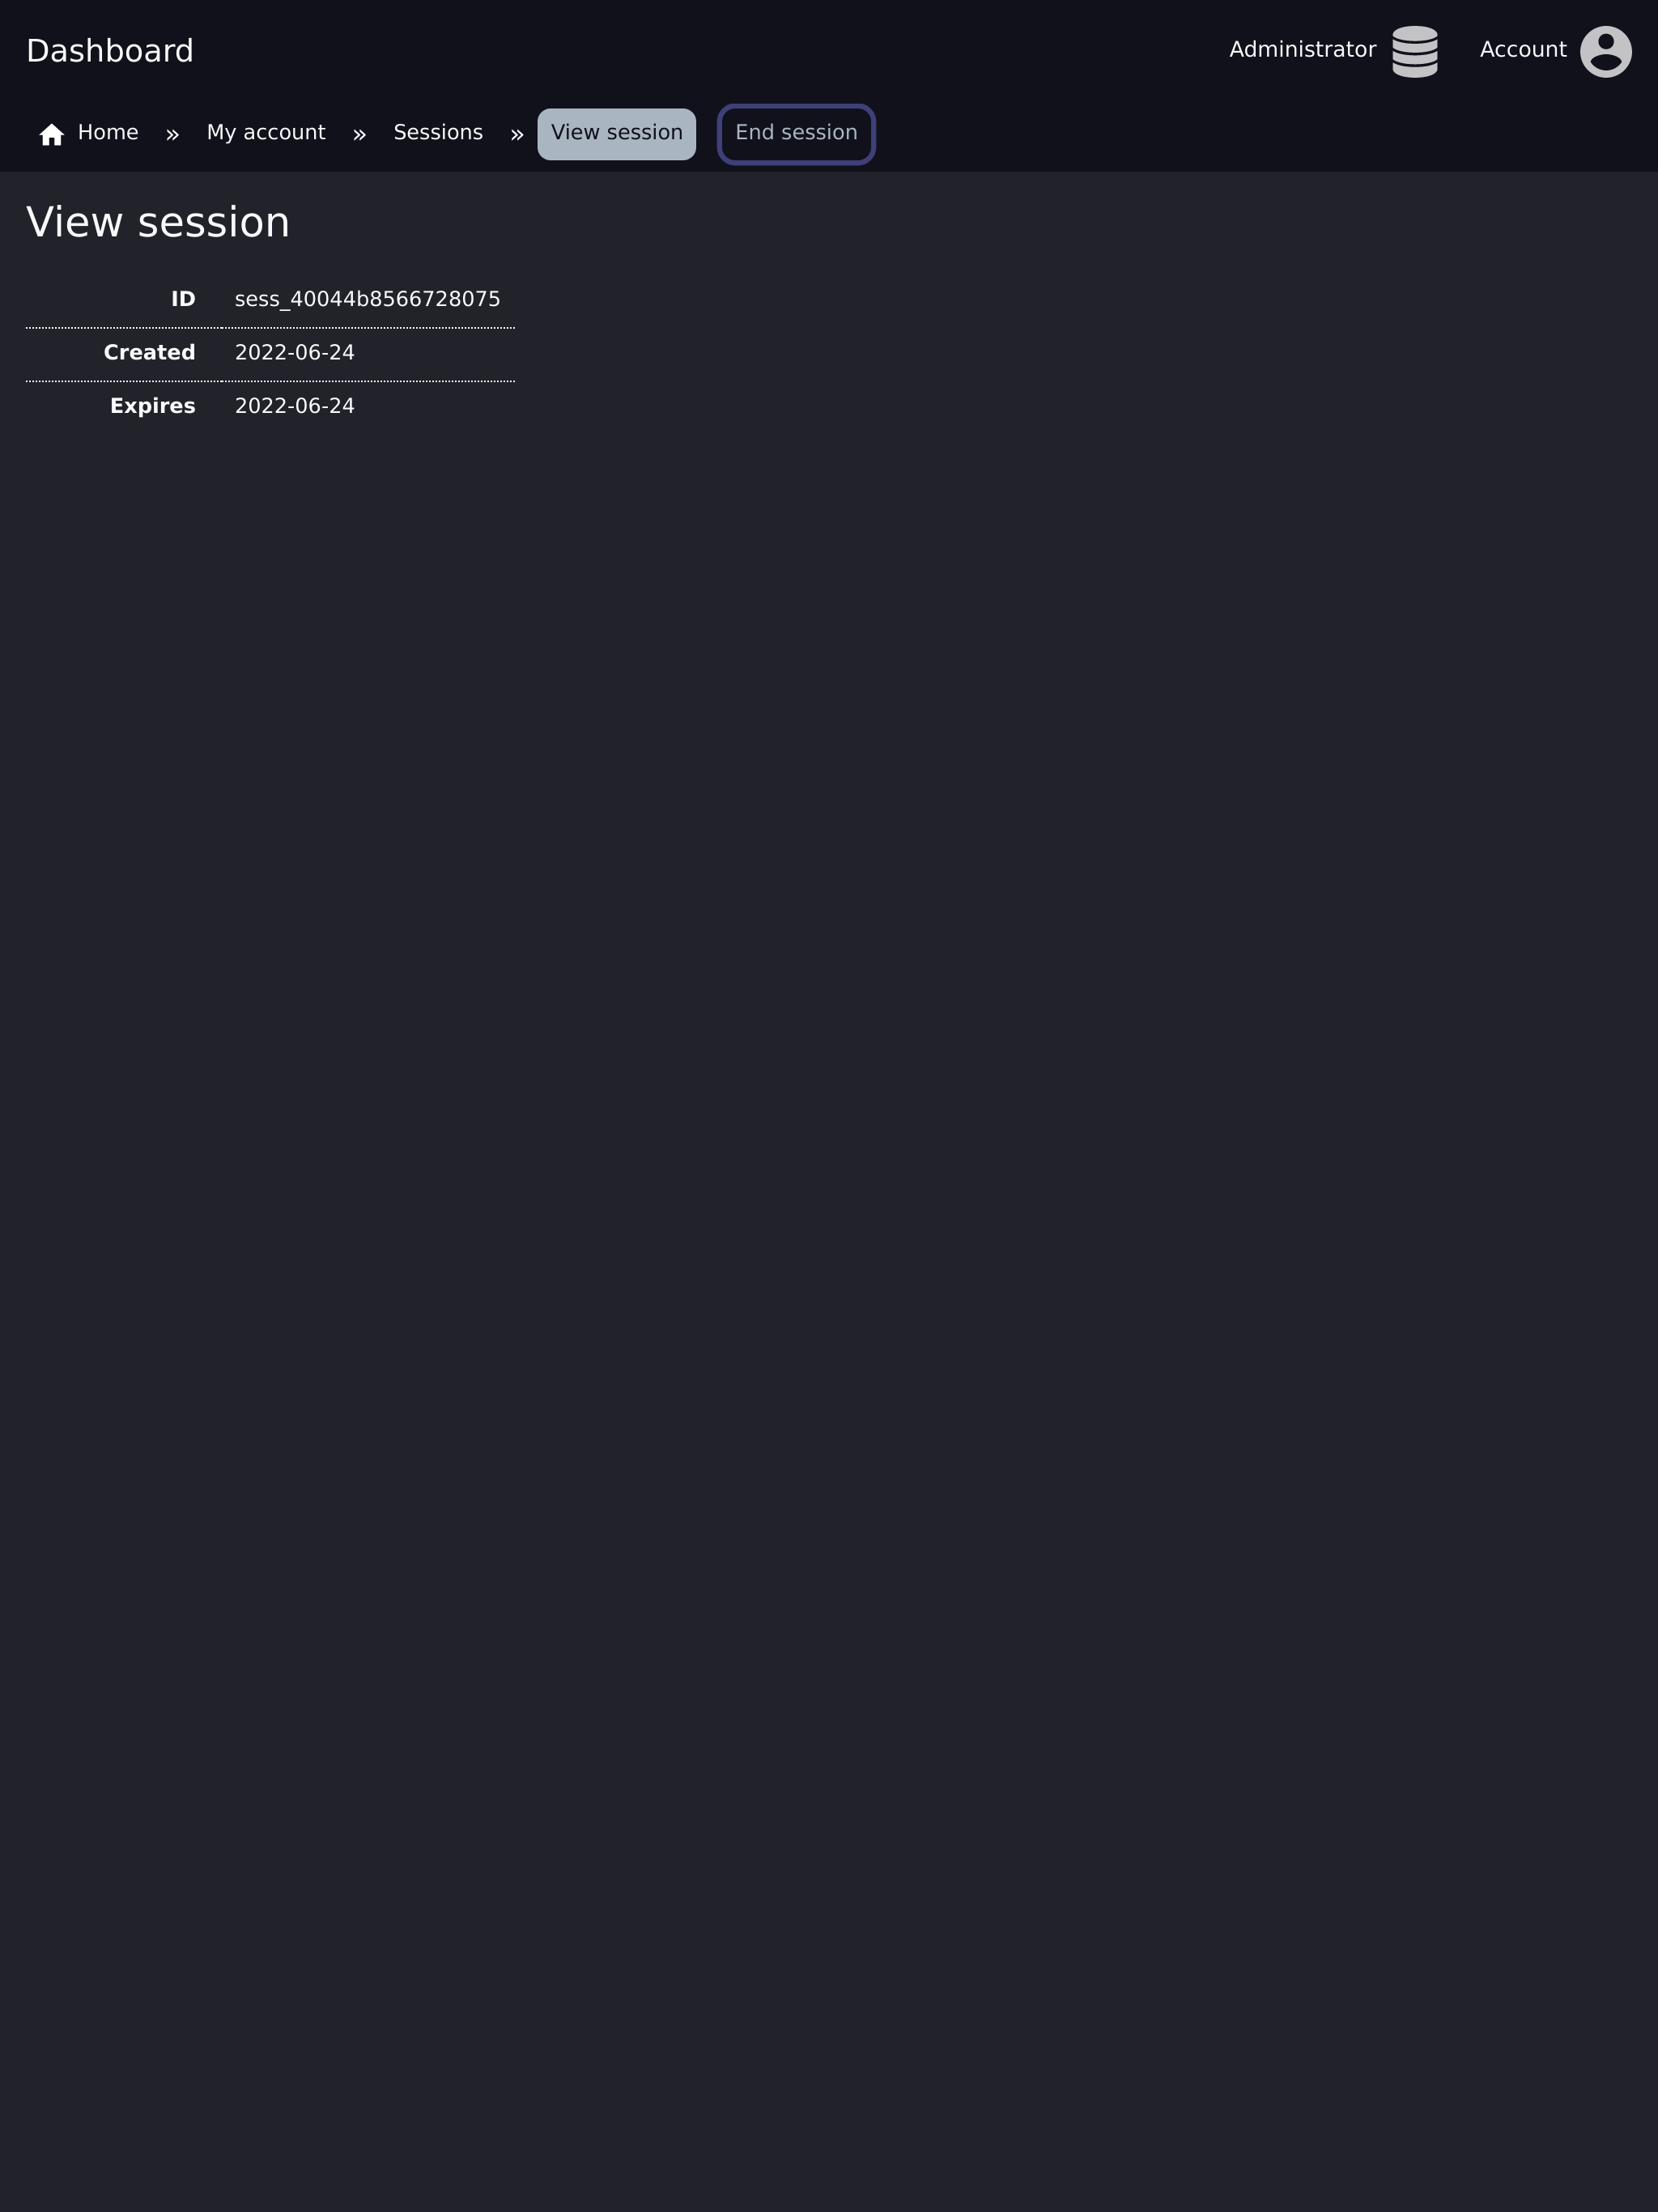 Dashboard
Administrator
Account
Home » My account » Sessions » View session End session
View session
ID sess_40044b8566728075
Created 2022-06-24
Expires 2022-06-24